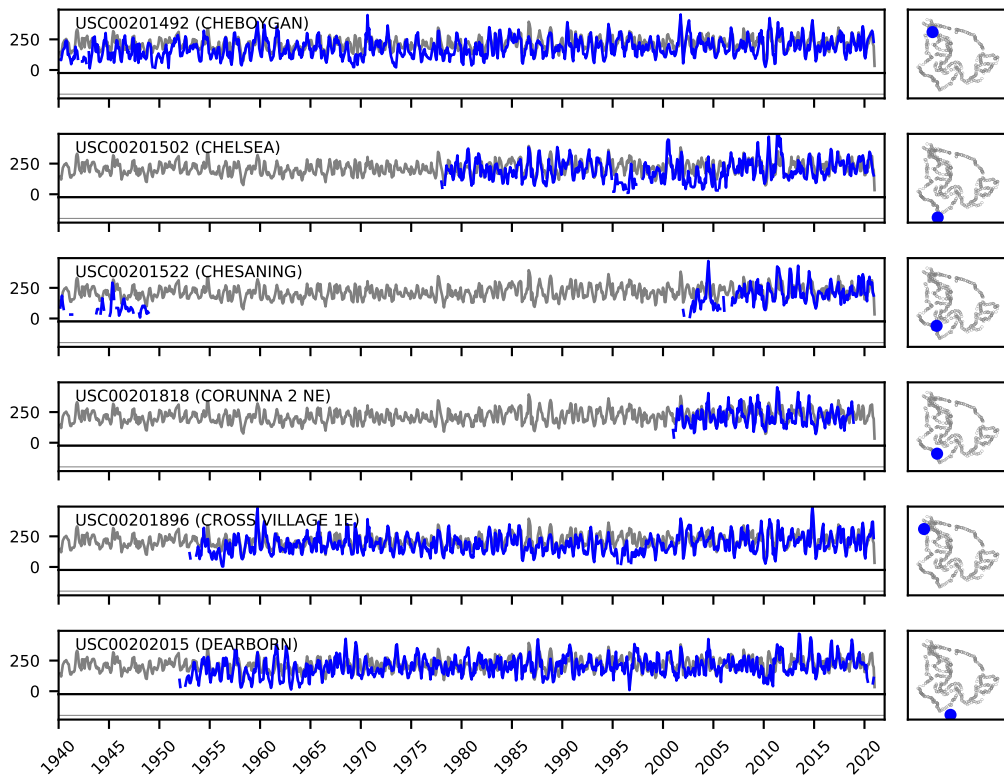 USC00201492 (CHEBOYGAN)
250
0
USC00201502 (CHELSEA)
250
0
USC00201522 (CHESANING)
250
0
USC00201818 (CORUNNA 2 NE)
250
0
USC00201896 (CROSS VILLAGE 1E)
250
0
USC00202015 (DEARBORN)
250
0
1940 1945 1950 1955 1960 1965 1970 1975 1980 1985 1990 1995 2000 2005 2010 2015 2020